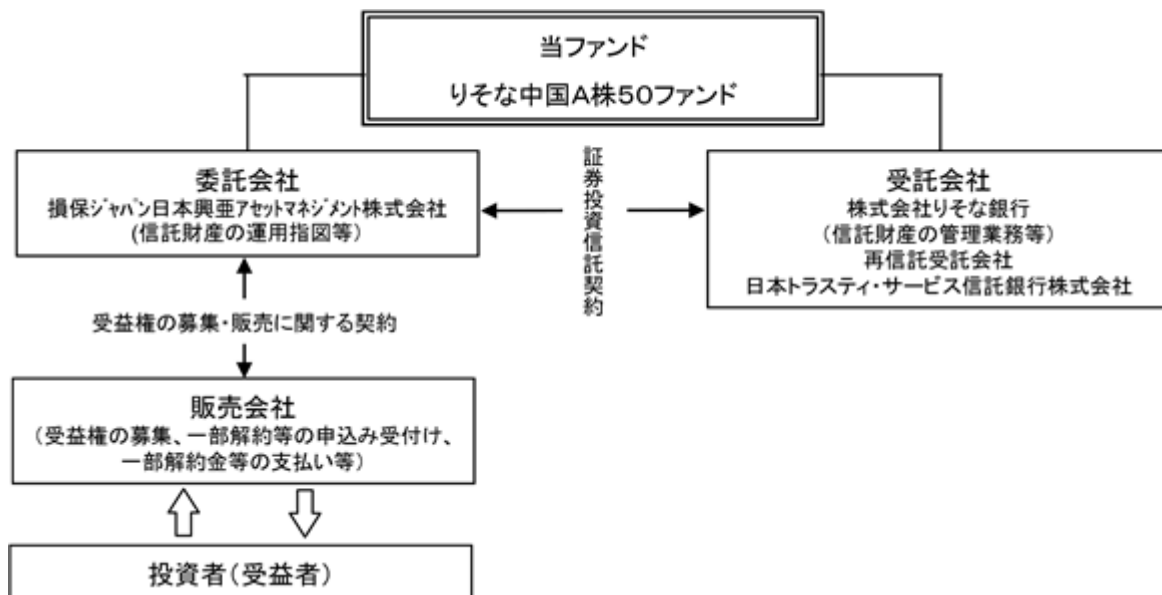 当ファンド
りそな中国A株50ファンド
委託会社
損保ｼﾞｬﾊﾟﾝ日本興亜ｱｾｯﾄﾏﾈｼﾞﾒﾝﾄ株式会社
(信託財産の運用指図等）
証券投資信託契約
受託会社
株式会社りそな銀行
（信託財産の管理業務等）
再信託受託会社
日本トラスティ・サービス信託銀行株式会社
受益権の募集・販売に関する契約
販売会社
（受益権の募集、一部解約等の申込み受付け、
一部解約金等の支払い等）
投資者（受益者）